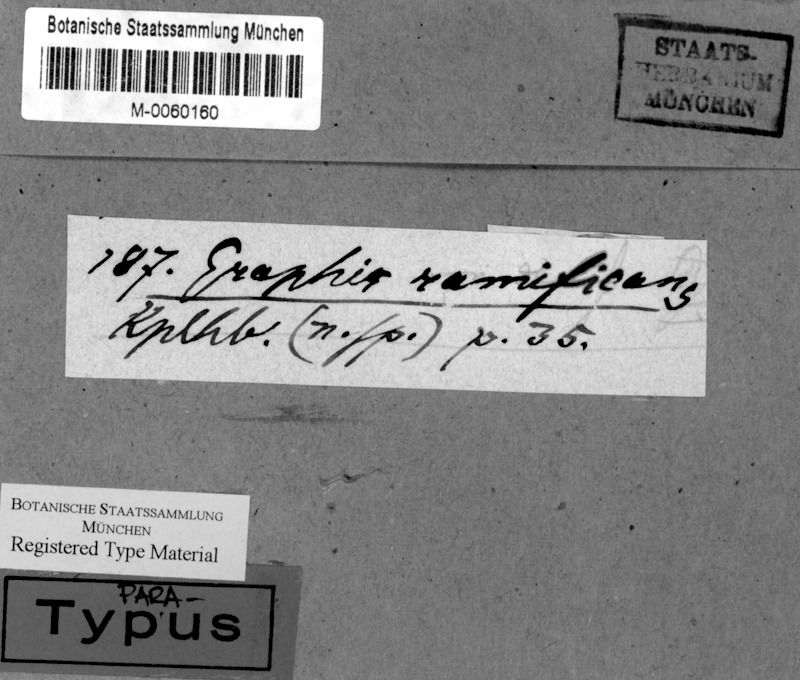 Botanische Staatssammlung München
M-0060160
STAATS-
HERBARIUM
MÜNCHEN
187. Graphis ramificans
Kplhb. (n. sp.) p. 35.
BOTANISCHE STAATSSAMMLUNG
MÜNCHEN
Registered Type Material
PARA-
Typus